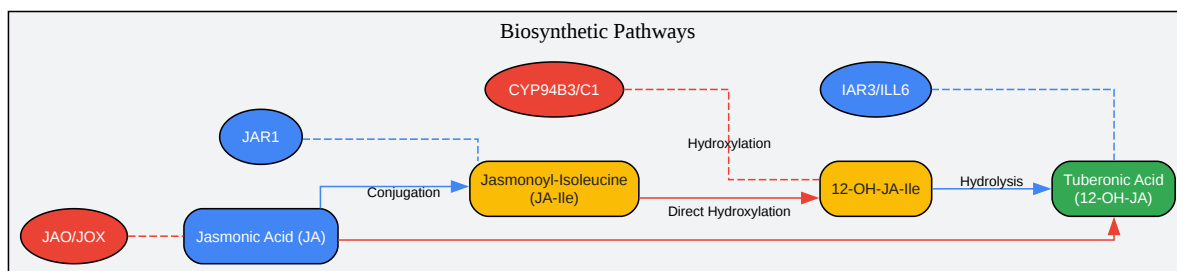 Biosynthetic Pathways
CYP94B3/C1
IAR3/ILL6
JAR1
Hydroxylation
Conjugation
Jasmonoyl-Isoleucine
(JA-Ile)
Direct Hydroxylation
12-OH-JA-Ile
Hydrolysis
Tuberonic Acid
(12-OH-JA)
JAO/JOX
Jasmonic Acid (JA)